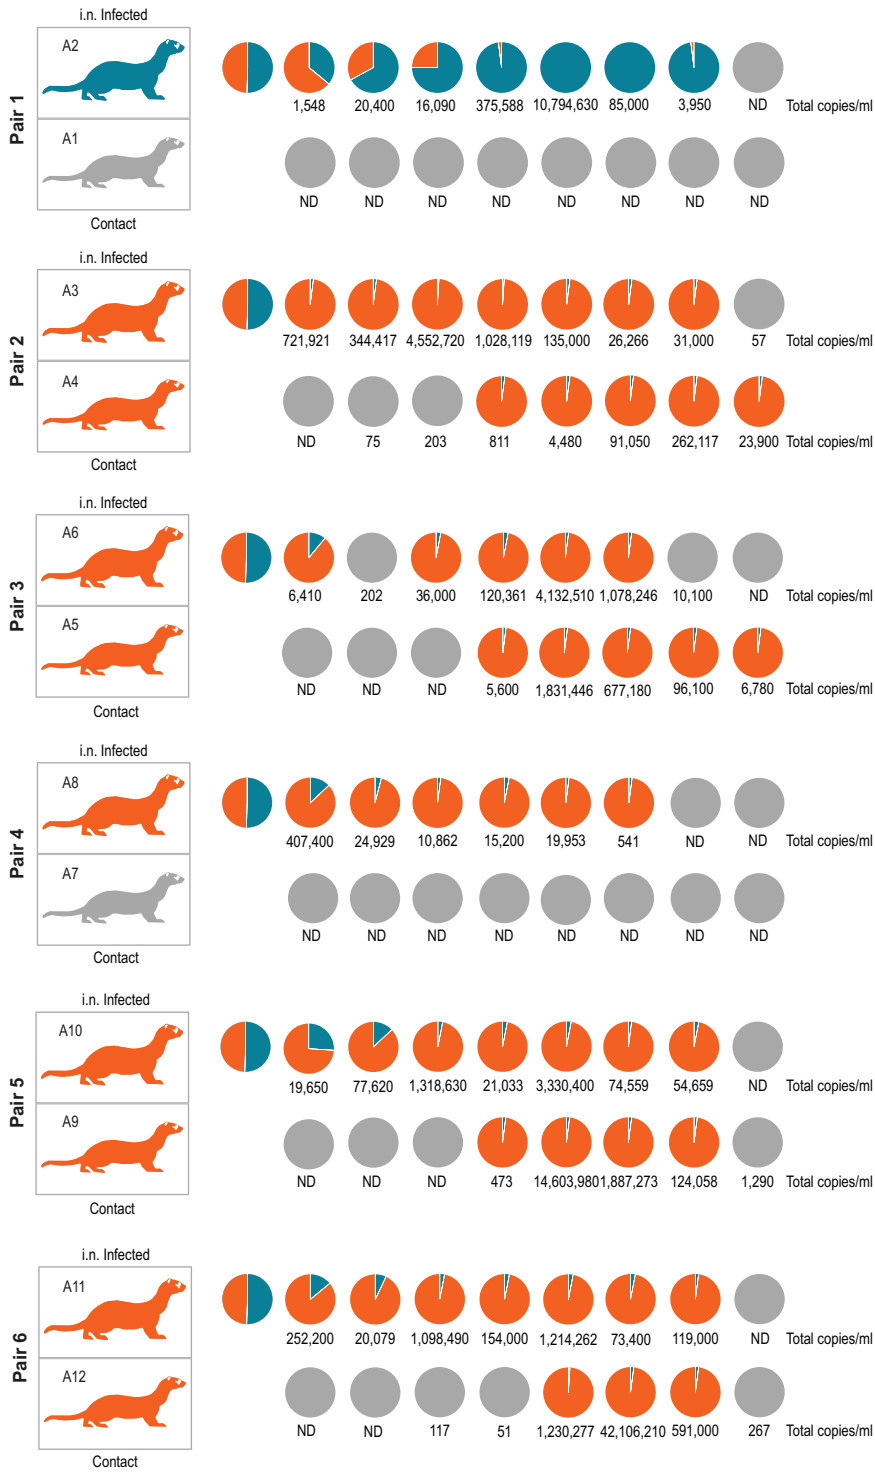 i.n. Infected
Pair 1
A2
1,548 20,400 16,090 375,588 10,794,630 85,000 3,950 ND Total copies/ml
A1
ND ND ND ND ND ND ND ND
Contact
i.n. Infected
Pair 2
A3
721,921 344,417 4,552,720 1,028,119 135,000 26,266 31,000 57 Total copies/ml
A4
ND 75 203 811 4,480 91,050 262,117 23,900 Total copies/ml
Contact
i.n. Infected
Pair 3
A6
6,410 202 36,000 120,361 4,132,510 1,078,246 10,100 ND Total copies/ml
A5
ND ND ND 5,600 1,831,446 677,180 96,100 6,780 Total copies/ml
Contact
i.n. Infected
Pair 4
A8
407,400 24,929 10,862 15,200 19,953 541 ND ND Total copies/ml
A7
ND ND ND ND ND ND ND ND
Contact
i.n. Infected
Pair 5
A10
19,650 77,620 1,318,630 21,033 3,330,400 74,559 54,659 ND Total copies/ml
A9
ND ND ND 473 14,603,980 1,887,273 124,058 1,290 Total copies/ml
Contact
i.n. Infected
Pair 6
A11
252,200 20,079 1,098,490 154,000 1,214,262 73,400 119,000 ND Total copies/ml
A12
ND ND 117 51 1,230,277 42,106,210 591,000 267 Total copies/ml
Contact